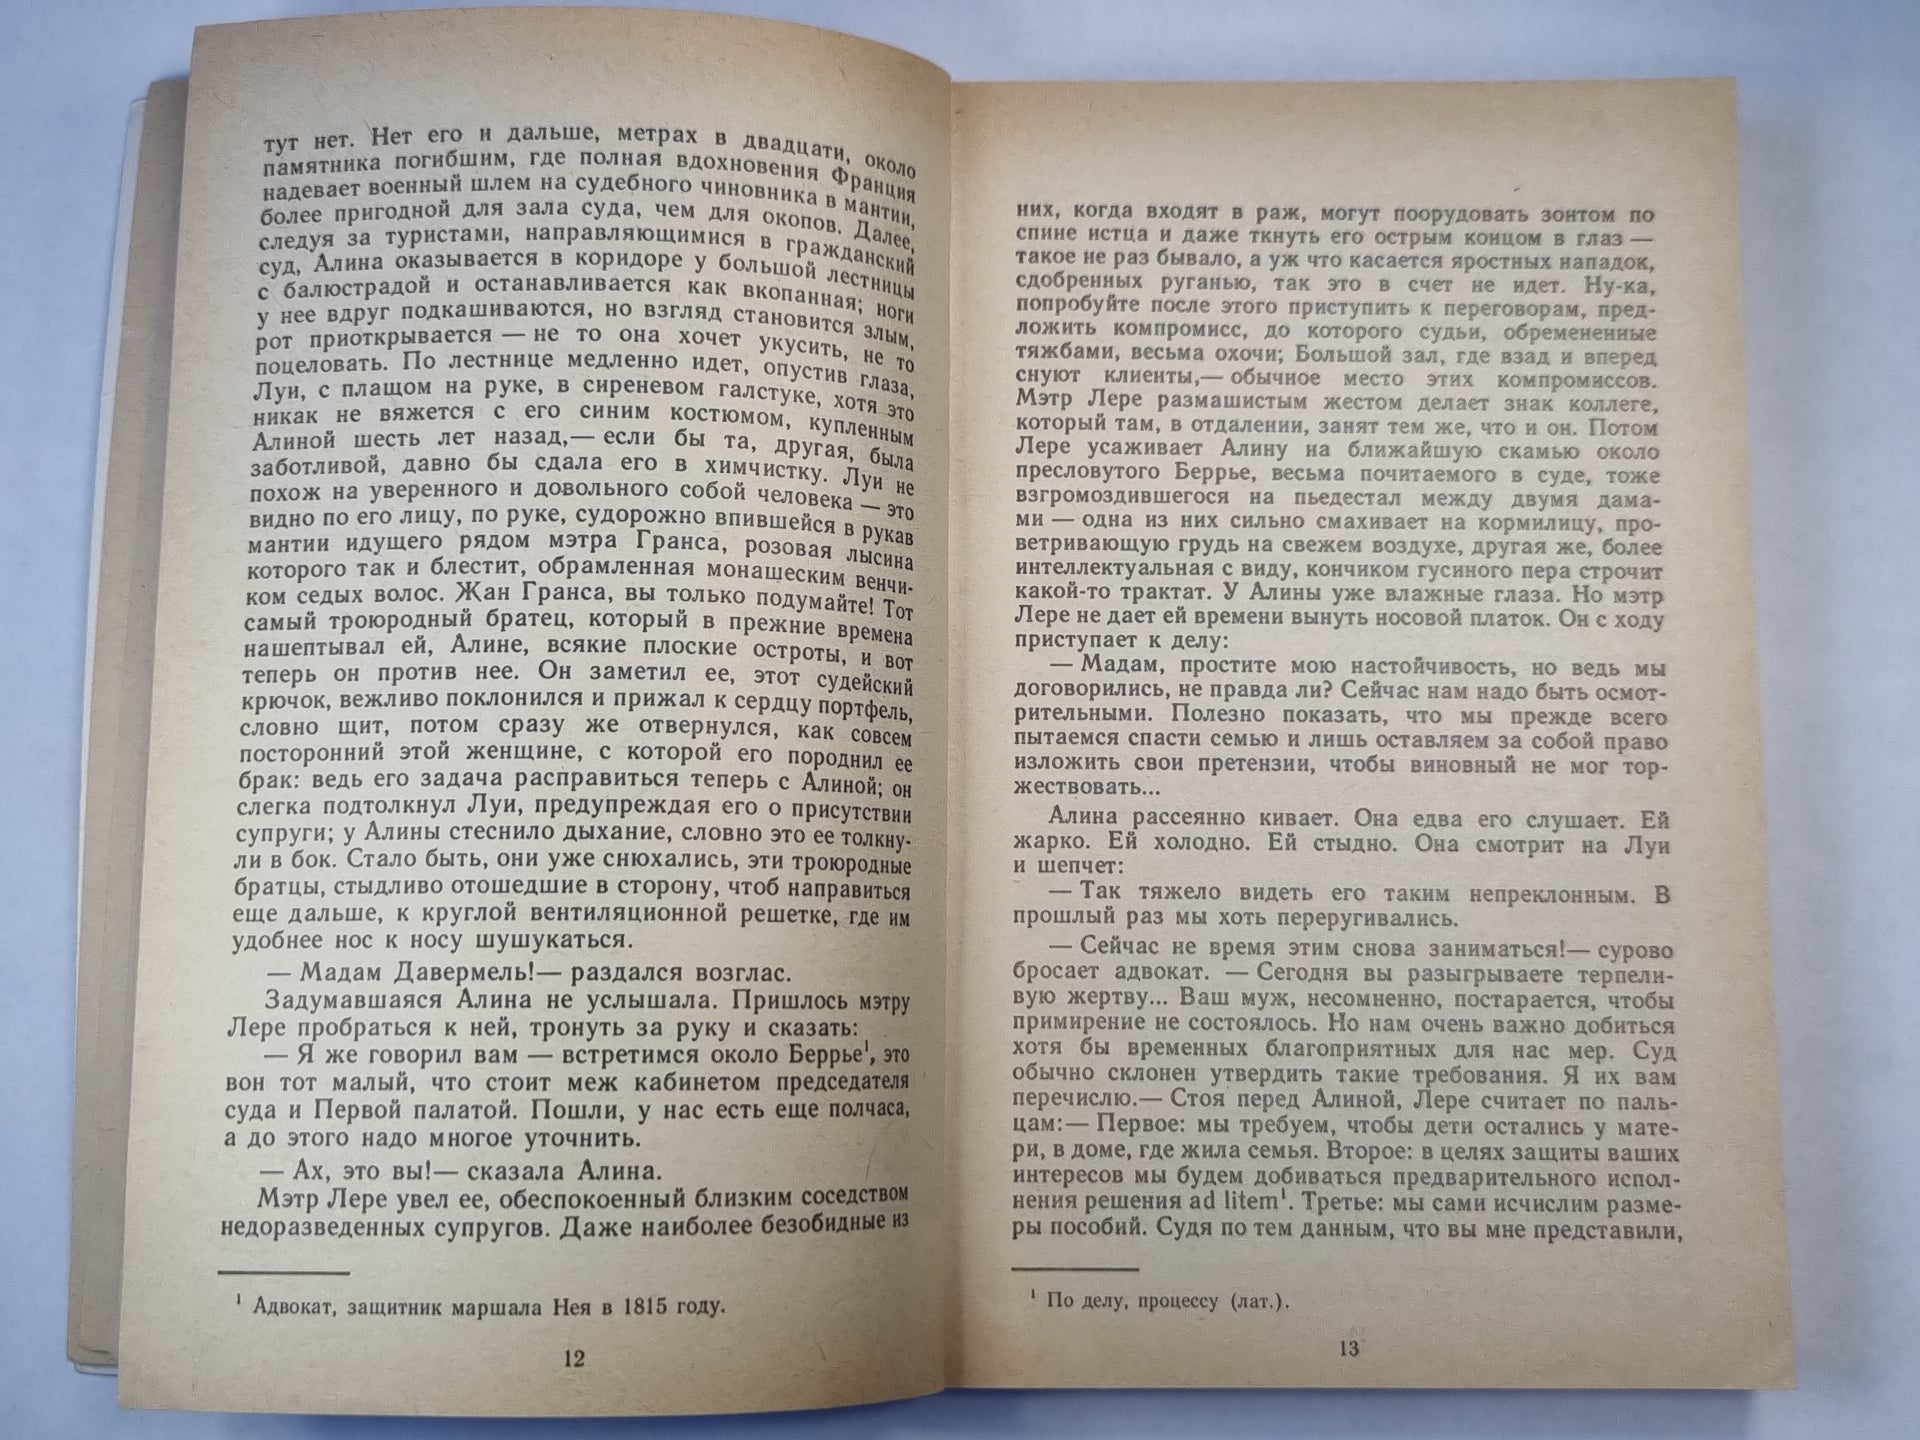 тут нет. Нет его и дальше, метрах в двадцати, около
памятника погибшим, где полная вдохновения Франция
надевает военный шлем на судебного чиновника в мантии,
более пригодной для зала суда, чем для окопов. Далее,
следуя за туристами, направляющимися в гражданский
суд, Алина оказывается в коридоре у большой лестницы
с балюстрадой и останавливается как вкопанная; ноги
у нее вдруг подкашиваются, но взгляд становится злым,
рот приоткрывается — не то она хочет укусить, не то
поцеловать. По лестнице медленно идет, опустив глаза,
Луи, с плащом на руке, в сиреневом галстуке, хотя это
никак не вяжется с его синим костюмом, купленным
Алиной шесть лет назад,— если бы та, другая, была
заботливой, давно бы сдала его в химчистку. Луи не
похож на уверенного и довольного собой человека — это
видно по его лицу, по руке, судорожно впившейся в рукав
мантии идущего рядом мэтра Гранса, розовая лысина
которого так и блестит, обрамленная монашеским венчи-
ком седых волос. Жан Гранса, вы только подумайте! Тот
самый троюродный братец, который в прежние времена
нашептывал ей, Алине, всякие плоские остроты, и вот
теперь он против нее. Он заметил ее, этот судейский
крючок, вежливо поклонился и прижал к сердцу портфель,
словно щит, потом сразу же отвернулся, как совсем
посторонний этой женщине, с которой его породнил ее
брак: ведь его задача расправиться теперь с Алиной; он
слегка подтолкнул Луи, предупреждая его о присутствии
супруги; у Алины стеснило дыхание, словно это ее толкну-
ли в бок. Стало быть, они уже снюхались, эти троюродные
братцы, стыдливо отошедшие в сторону, чтоб направиться
еще дальше, к круглой вентиляционной решетке, где им
удобнее нос к носу шушукаться.
— Мадам Давермель!— раздался возглас.
Задумавшаяся Алина не услышала. Пришлось мэтру
Лере пробраться к ней, тронуть за руку и сказать:
— Я же говорил вам — встретимся около Беррье¹, это
вон тот малый, что стоит меж кабинетом председателя
суда и Первой палатой. Пошли, у нас есть еще полчаса,
а до этого надо многое уточнить.
— Ах, это вы!— сказала Алина.
Мэтр Лере увел ее, обеспокоенный близким соседством
недоразведенных супругов. Даже наиболее безобидные из
¹ Адвокат, защитник маршала Нея в 1815 году.
12
них, когда входят в раж, могут поорудовать зонтом по
спине истца и даже ткнуть его острым концом в глаз —
такое не раз бывало, а уж что касается яростных нападок,
сдобренных руганью, так это в счет не идет. Ну-ка,
попробуйте после этого приступить к переговорам, пред-
ложить компромисс, до которого судьи, обремененные
тяжбами, весьма охочи; Большой зал, где взад и вперед
снуют клиенты,— обычное место этих компромиссов.
Мэтр Лере размашистым жестом делает знак коллеге,
который там, в отдалении, занят тем же, что и он. Потом
Лере усаживает Алину на ближайшую скамью около
пресловутого Беррье, весьма почитаемого в суде, тоже
взгромоздившегося на пьедестал между двумя дама-
ми — одна из них сильно смахивает на кормилицу, про-
ветривающую грудь на свежем воздухе, другая же, более
интеллектуальная с виду, кончиком гусиного пера строчит
какой-то трактат. У Алины уже влажные глаза. Но мэтр
Лере не дает ей времени вынуть носовой платок. Он с ходу
приступает к делу:
— Мадам, простите мою настойчивость, но ведь мы
договорились, не правда ли? Сейчас нам надо быть осмот-
рительными. Полезно показать, что мы прежде всего
пытаемся спасти семью и лишь оставляем за собой право
изложить свои претензии, чтобы виновный не мог тор-
жествовать...
Алина рассеянно кивает. Она едва его слушает. Ей
жарко. Ей холодно. Ей стыдно. Она смотрит на Луи
и шепчет:
— Так тяжело видеть его таким непреклонным. В
прошлый раз мы хоть переругивались.
— Сейчас не время этим снова заниматься!— сурово
бросает адвокат. — Сегодня вы разыгрываете терпели-
вую жертву... Ваш муж, несомненно, постарается, чтобы
примирение не состоялось. Но нам очень важно добиться
хотя бы временных благоприятных для нас мер. Суд
обычно склонен утвердить такие требования. Я их вам
перечислю.— Стоя перед Алиной, Лере считает по паль-
цам:— Первое: мы требуем, чтобы дети остались у мате-
ри, в доме, где жила семья. Второе: в целях защиты ваших
интересов мы будем добиваться предварительного испол-
нения решения ad litem¹. Третье: мы сами исчислим разме-
ры пособий. Судя по тем данным, что вы мне представили,
¹ По делу, процессу (лат.).
13